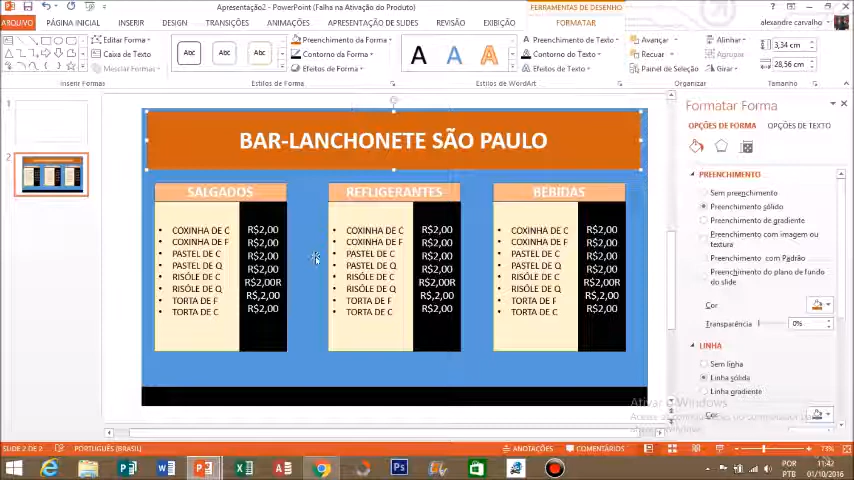 Apresentação2 - PowerPoint (Falha na Ativação do Produto)
FERRAMENTAS DE DESENHO
ARQUIVO PÁGINA INICIAL INSERIR DESIGN TRANSIÇÕES ANIMAÇÕES APRESENTAÇÃO DE SLIDES REVISÃO EXIBIÇÃO FORMATAR
alexandre carvalho
Editar Forma
Caixa de Texto
Mesclar Formas
Inserir Formas
Abc Abc Abc
Preenchimento da Forma
Contorno da Forma
Efeitos de Forma
Estilos de Forma
A A A
Preenchimento de Texto
Contorno do Texto
Efeitos de Texto
Estilos de WordArt
Avançar
Recuar
Painel de Seleção
Alinhar
Agrupar
Girar
Organizar
3,34 cm
28,56 cm
Tamanho
1
2
BAR-LANCHONETE SÃO PAULO
SALGADOS
• COXINHA DE C R$2,00
• COXINHA DE F R$2,00
• PASTEL DE C R$2,00
• PASTEL DE Q R$2,00
• RISÓLE DE C R$2,00R
• RISÓLE DE Q R$,2,00
• TORTA DE F R$2,00
• TORTA DE C
REFLIGERANTES
• COXINHA DE C R$2,00
• COXINHA DE F R$2,00
• PASTEL DE C R$2,00
• PASTEL DE Q R$2,00
• RISÓLE DE C R$2,00R
• RISÓLE DE Q R$,2,00
• TORTA DE F R$2,00
• TORTA DE C
BEBIDAS
• COXINHA DE C R$2,00
• COXINHA DE F R$2,00
• PASTEL DE C R$2,00
• PASTEL DE Q R$2,00
• RISÓLE DE C R$2,00R
• RISÓLE DE Q R$,2,00
• TORTA DE F R$2,00
• TORTA DE C
Formatar Forma
OPÇÕES DE FORMA OPÇÕES DE TEXTO
PREENCHIMENTO
Sem preenchimento
Preenchimento sólido
Preenchimento de gradiente
Preenchimento com imagem ou
textura
Preenchimento com Padrão
Preenchimento do plano de fundo
do slide
Cor
Transparência 0%
LINHA
Sem linha
Linha sólida
Linha gradiente
Cor
Ativar o Windows
SLIDE 2 DE 2 PORTUGUÊS (BRASIL) ANOTAÇÕES COMENTÁRIOS 73%
POR
PTB
11:42
01/10/2016